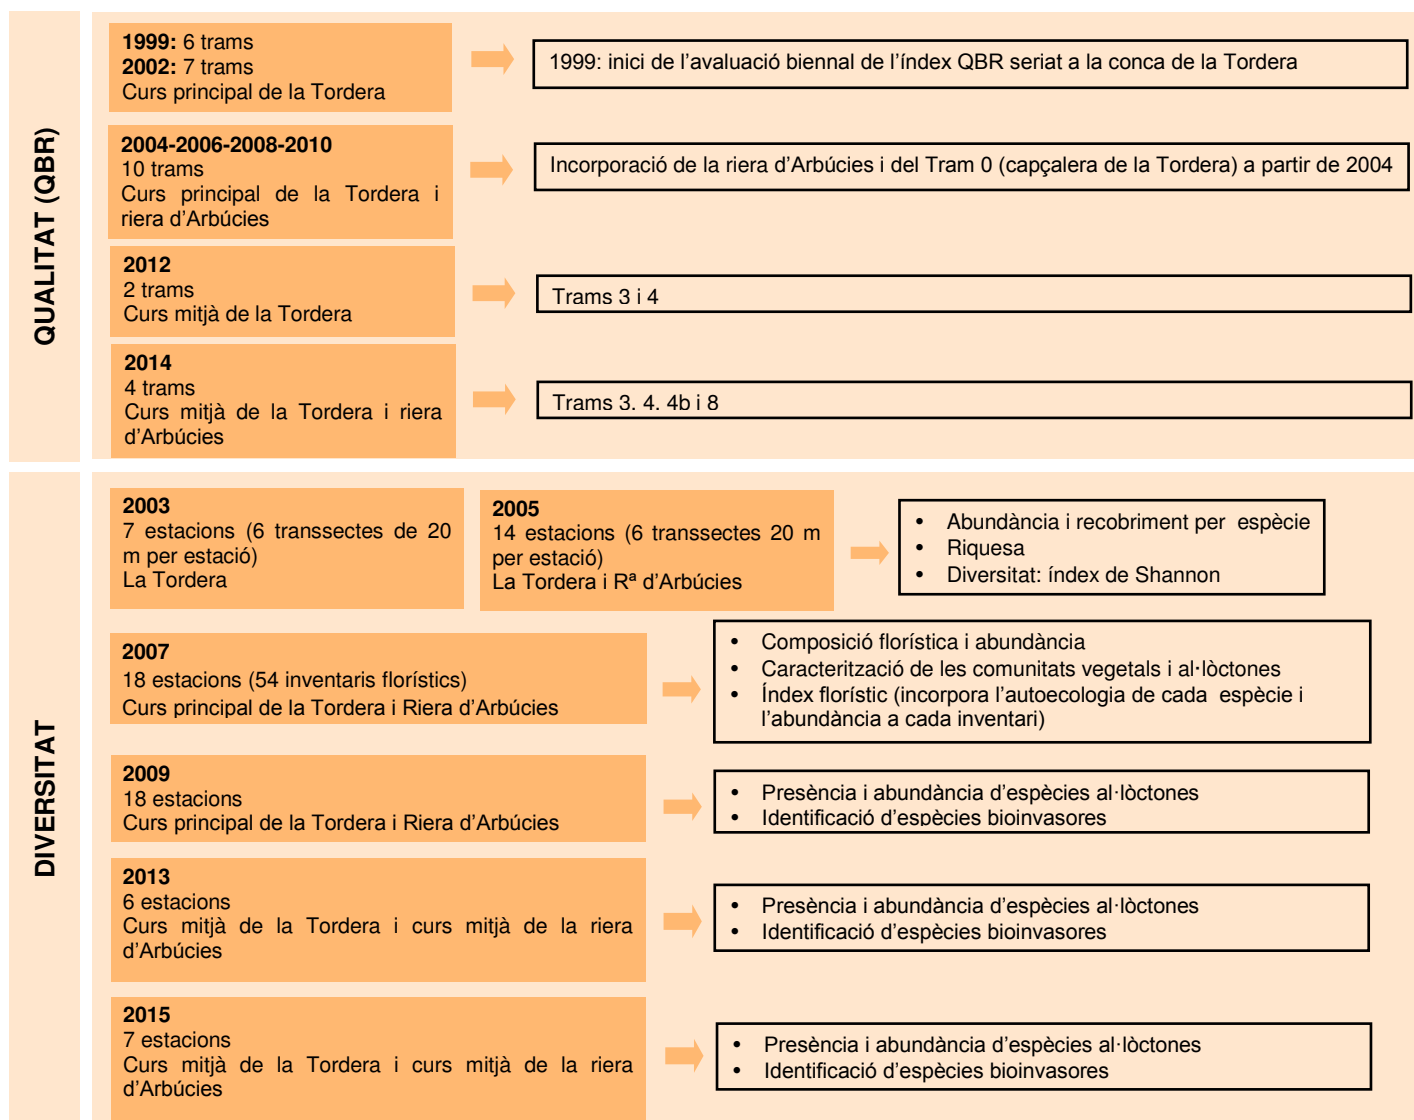 QUALITAT (QBR)
1999: 6 trams
2002: 7 trams
Curs principal de la Tordera
1999: inici de l’avaluació biennal de l’índex QBR seriat a la conca de la Tordera
2004-2006-2008-2010
10 trams
Curs principal de la Tordera i
riera d’Arbúcies
Incorporació de la riera d’Arbúcies i del Tram 0 (capçalera de la Tordera) a partir de 2004
2012
2 trams
Curs mitjà de la Tordera
Trams 3 i 4
2014
4 trams
Curs mitjà de la Tordera i riera
d’Arbúcies
Trams 3. 4. 4b i 8
DIVERSITAT
2003
7 estacions (6 transsectes de 20
m per estació)
La Tordera
2005
14 estacions (6 transsectes 20 m
per estació)
La Tordera i Rª d’Arbúcies
• Abundància i recobriment per espècie
• Riquesa
• Diversitat: índex de Shannon
2007
18 estacions (54 inventaris florístics)
Curs principal de la Tordera i Riera d’Arbúcies
• Composició florística i abundància
• Caracterització de les comunitats vegetals i al·lòctones
• Índex florístic (incorpora l’autoecologia de cada espècie i
l’abundància a cada inventari)
2009
18 estacions
Curs principal de la Tordera i Riera d’Arbúcies
• Presència i abundància d’espècies al·lòctones
• Identificació d’espècies bioinvasores
2013
6 estacions
Curs mitjà de la Tordera i curs mitjà de la riera
d’Arbúcies
• Presència i abundància d’espècies al·lòctones
• Identificació d’espècies bioinvasores
2015
7 estacions
Curs mitjà de la Tordera i curs mitjà de la riera
d’Arbúcies
• Presència i abundància d’espècies al·lòctones
• Identificació d’espècies bioinvasores